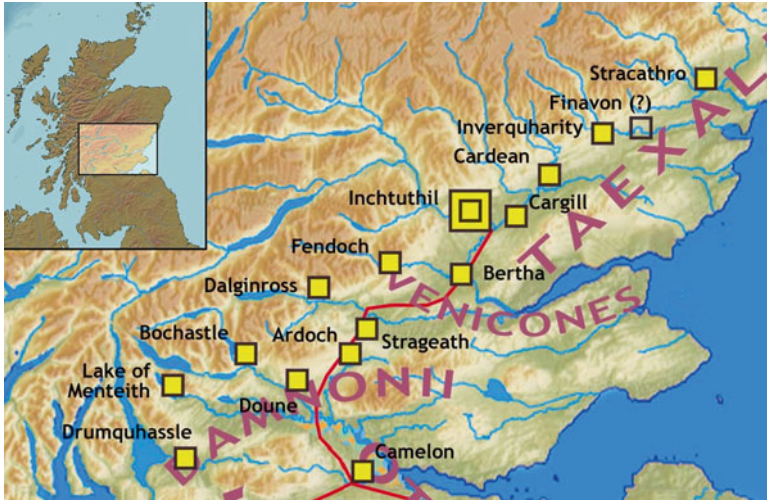 Stracathro
Finavon (?)
Inverquharity
Cardean
Inchtuthil
Cargill
TAEXALI
Fendoch
Bertha
Dalginross
VENICONES
Bochastle
Ardoch
Strageath
Lake of
Menteith
Doune
DAMNONII
Drumquhassle
Camelon